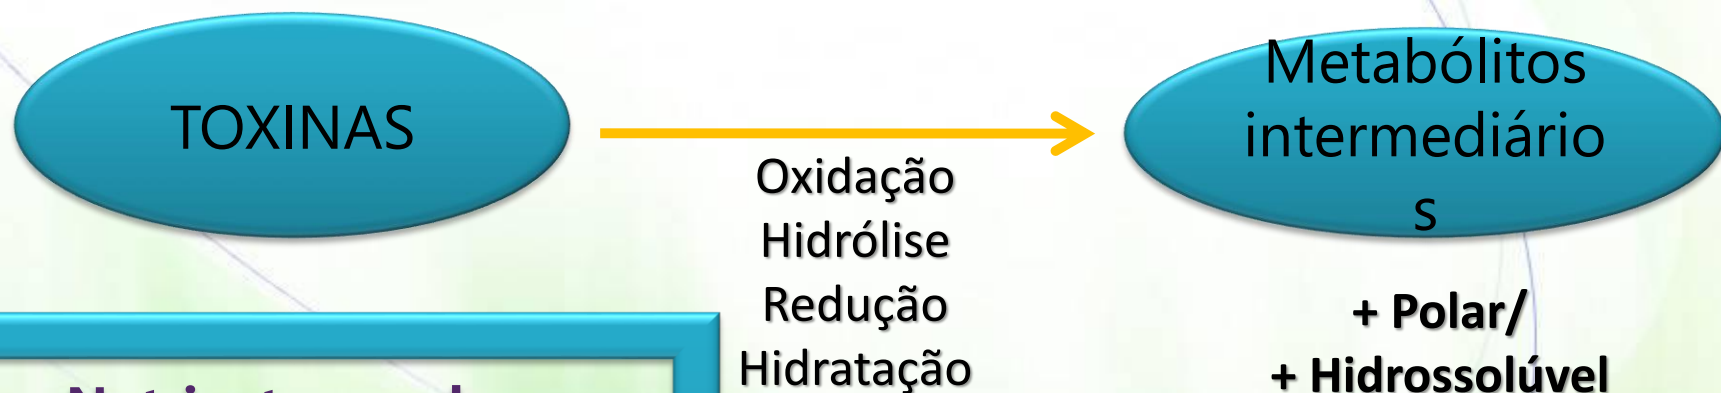 TOXINAS
Metabólitos
intermediário
s
Oxidação
Hidrólise
Redução
Hidratação
+ Polar/
+ Hidrossolúvel